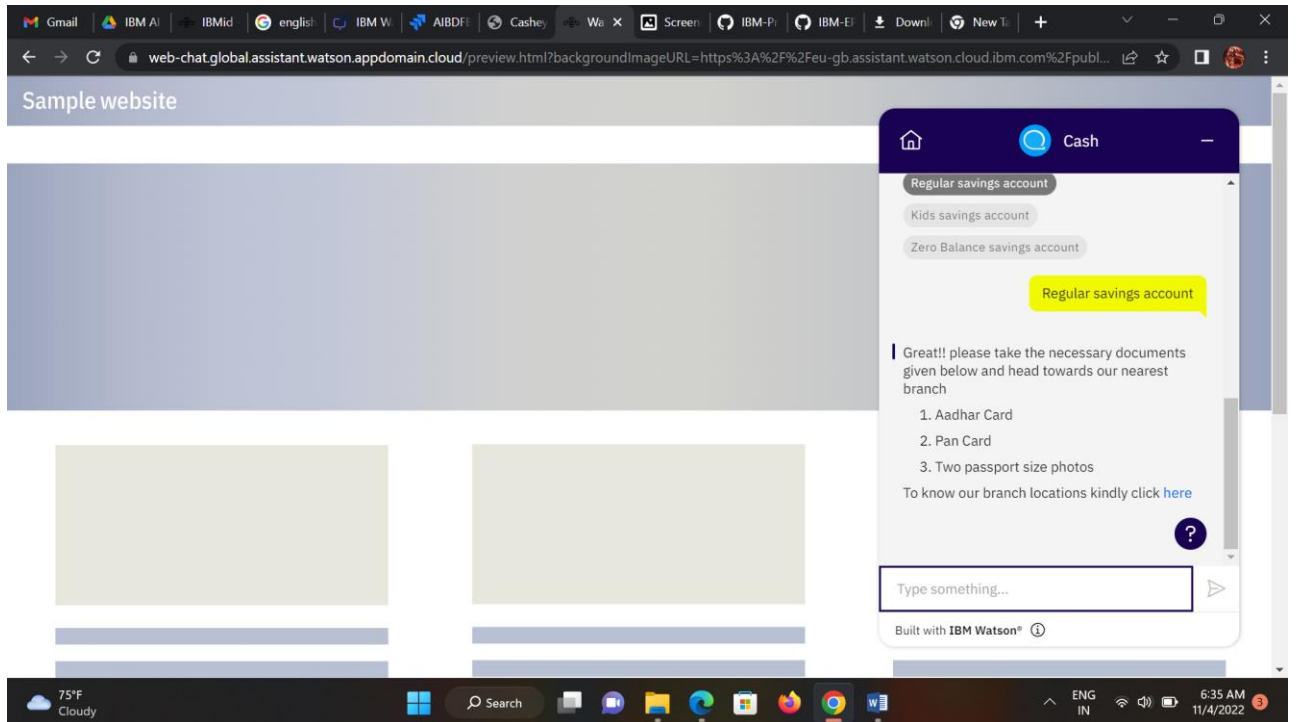 Gmail
IBM AI
IBMid
english
IBM W
AIBDFE
Cashey
Wa
Screen
IBM-Pr
IBM-EF
Downl
New Ta
web-chat.global.assistant.watson.appdomain.cloud/preview.html?backgroundImageURL=https%3A%2F%2Feu-gb.assistant.watson.cloud.ibm.com%2Fpubl...
Sample website
Cash
Regular savings account
Kids savings account
Zero Balance savings account
Regular savings account
Great!! please take the necessary documents
given below and head towards our nearest
branch
1. Aadhar Card
2. Pan Card
3. Two passport size photos
To know our branch locations kindly click here
?
Type something...
Built with IBM Watson®
75°F
Cloudy
Search
ENG
IN
6:35 AM
11/4/2022
3